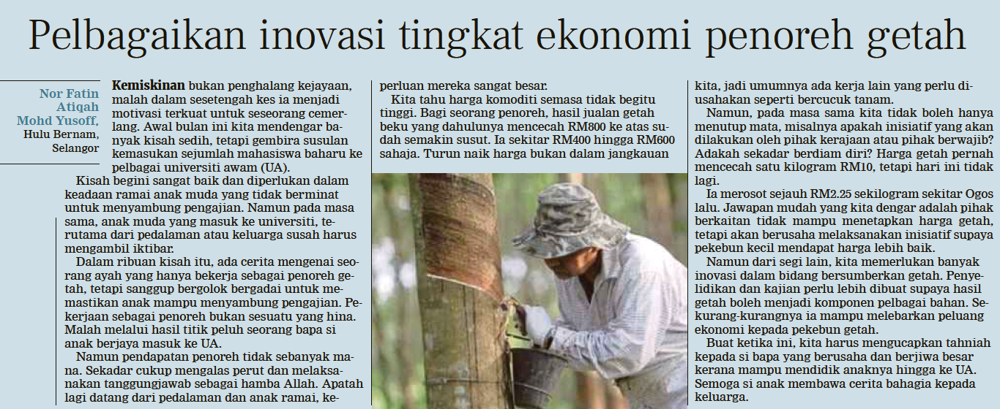 Pelbagaikan inovasi tingkat ekonomi penoreh getah
Nor Fatin
Atiqah
Mohd Yusoff,
Hulu Bernam,
Selangor
Kemiskinan bukan penghalang kejayaan,
malah dalam sesetengah kes ia menjadi
motivasi terkuat untuk seseorang cemer-
lang. Awal bulan ini kita mendengar ba-
nyak kisah sedih, tetapi gembira susulan
kemasukan sejumlah mahasiswa baharu ke
pelbagai universiti awam (UA).
Kisah begini sangat baik dan diperlukan dalam
keadaan ramai anak muda yang tidak berminat
untuk menyambung pengajian. Namun pada masa
sama, anak muda yang masuk ke universiti, te-
rutama dari pedalaman atau keluarga susah harus
mengambil iktibar.
Dalam ribuan kisah itu, ada cerita mengenai seo-
rang ayah yang hanya bekerja sebagai penoreh ge-
tah, tetapi sanggup bergolok bergadai untuk me-
mastikan anak mampu menyambung pengajian. Pe-
kerjaan sebagai penoreh bukan sesuatu yang hina.
Malah melalui hasil titik peluh seorang bapa si
anak berjaya masuk ke UA.
Namun pendapatan penoreh tidak sebanyak ma-
na. Sekadar cukup mengalas perut dan melaksa-
nakan tanggungjawab sebagai hamba Allah. Apatah
lagi datang dari pedalaman dan anak ramai, ke-
perluan mereka sangat besar.
Kita tahu harga komoditi semasa tidak begitu
tinggi. Bagi seorang penoreh, hasil jualan getah
beku yang dahulunya mencecah RM800 ke atas su-
dah semakin susut. Ia sekitar RM400 hingga RM600
sahaja. Turun naik harga bukan dalam jangkauan
kita, jadi umumnya ada kerja lain yang perlu di-
usahakan seperti bercucuk tanam.
Namun, pada masa sama kita tidak boleh hanya
menutup mata, misalnya apakah inisiatif yang akan
dilakukan oleh pihak kerajaan atau pihak berwajib?
Adakah sekadar berdiam diri? Harga getah pernah
mencecah satu kilogram RM10, tetapi hari ini tidak
lagi.
Ia merosot sejauh RM2.25 sekilogram sekitar Ogos
lalu. Jawapan mudah yang kita dengar adalah pihak
berkaitan tidak mampu menetapkan harga getah,
tetapi akan berusaha melaksanakan inisiatif supaya
pekebun kecil mendapat harga lebih baik.
Namun dari segi lain, kita memerlukan banyak
inovasi dalam bidang bersumberkan getah. Penye-
lidikan dan kajian perlu lebih dibuat supaya hasil
getah boleh menjadi komponen pelbagai bahan. Se-
kurang-kurangnya ia mampu melebarkan peluang
ekonomi kepada pekebun getah.
Buat ketika ini, kita harus mengucapkan tahniah
kepada si bapa yang berusaha dan berjiwa besar
kerana mampu mendidik anaknya hingga ke UA.
Semoga si anak membawa cerita bahagia kepada
keluarga.